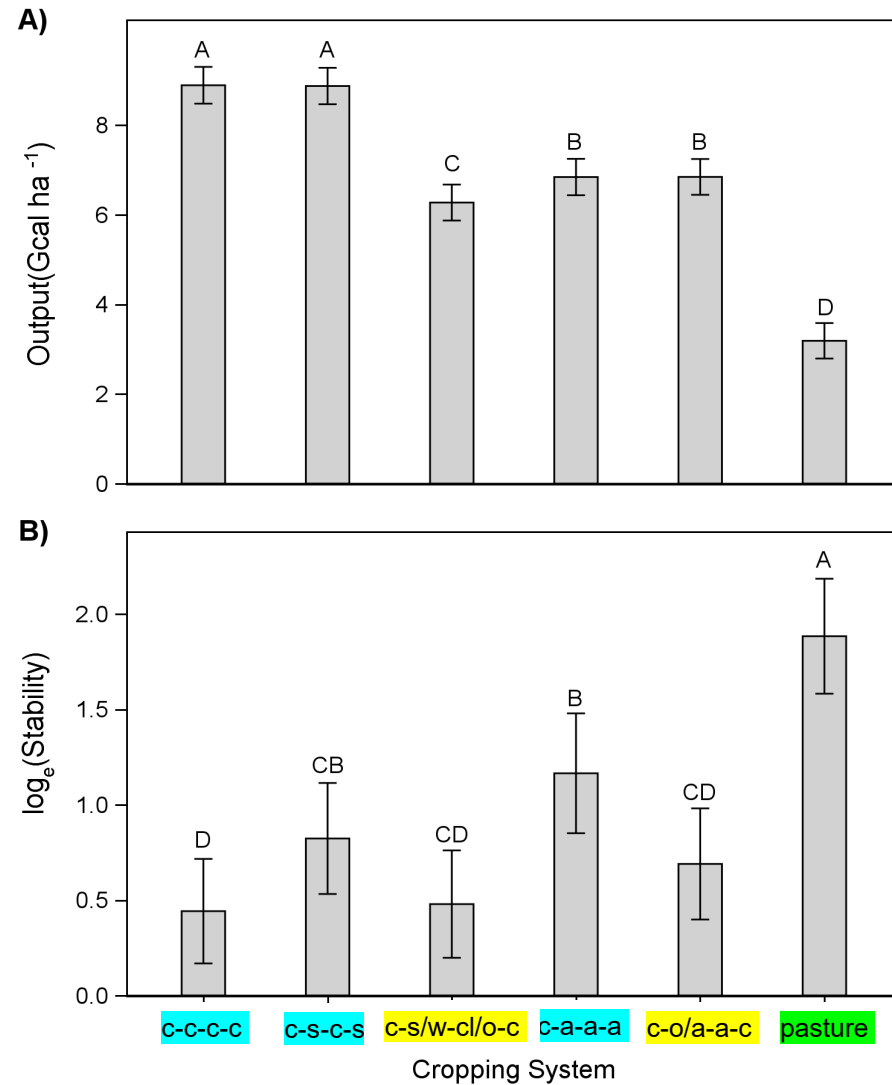 A)
Output(Gcal ha -1)
8
6
4
2
0
A
A
C
B
B
D
B)
loge(Stability)
2.0
1.5
1.0
0.5
0.0
D
CB
CD
B
CD
A
c-c-c-c
c-s-c-s
c-s/w-cl/o-c
c-a-a-a
c-o/a-a-c
pasture
Cropping System